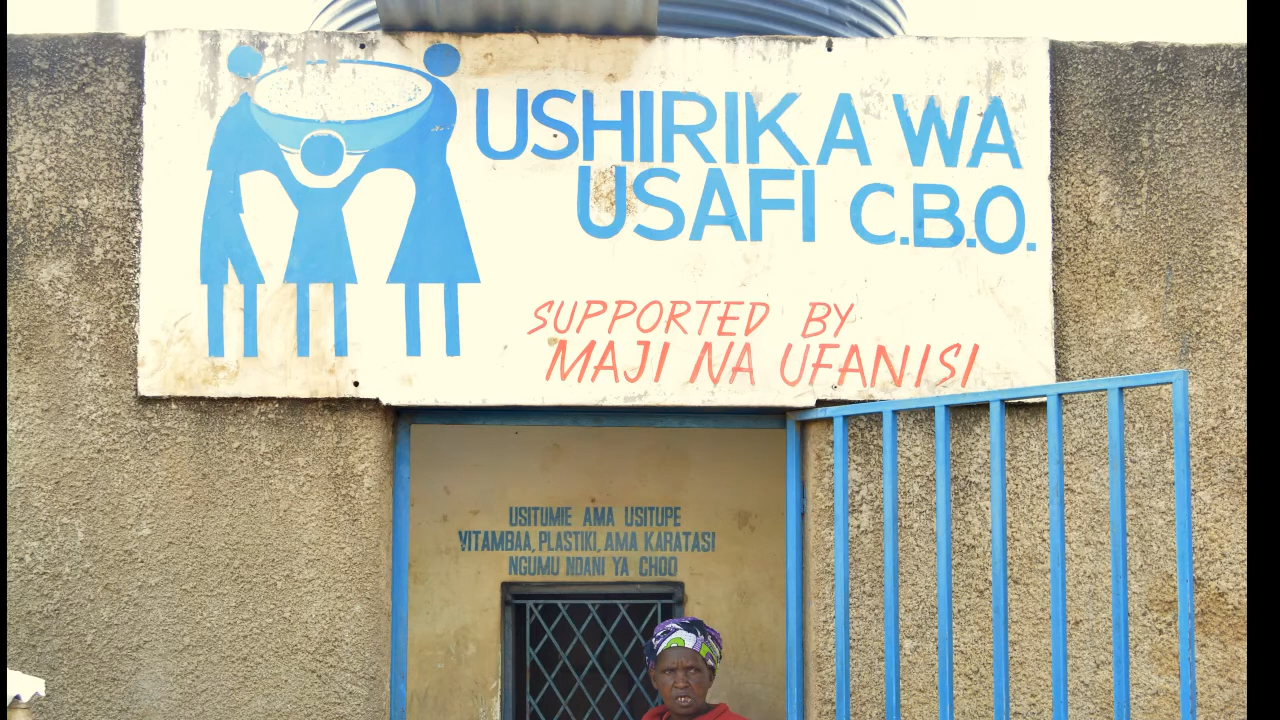 USHIRIKA WA
USAFI C.B.O.
SUPPORTED BY
MAJI NA UFANISI
USITUMIE AMA USITUPE
VITAMBAA, PLASTIKI, AMA KARATASI
NGUMU NDANI YA CHOO